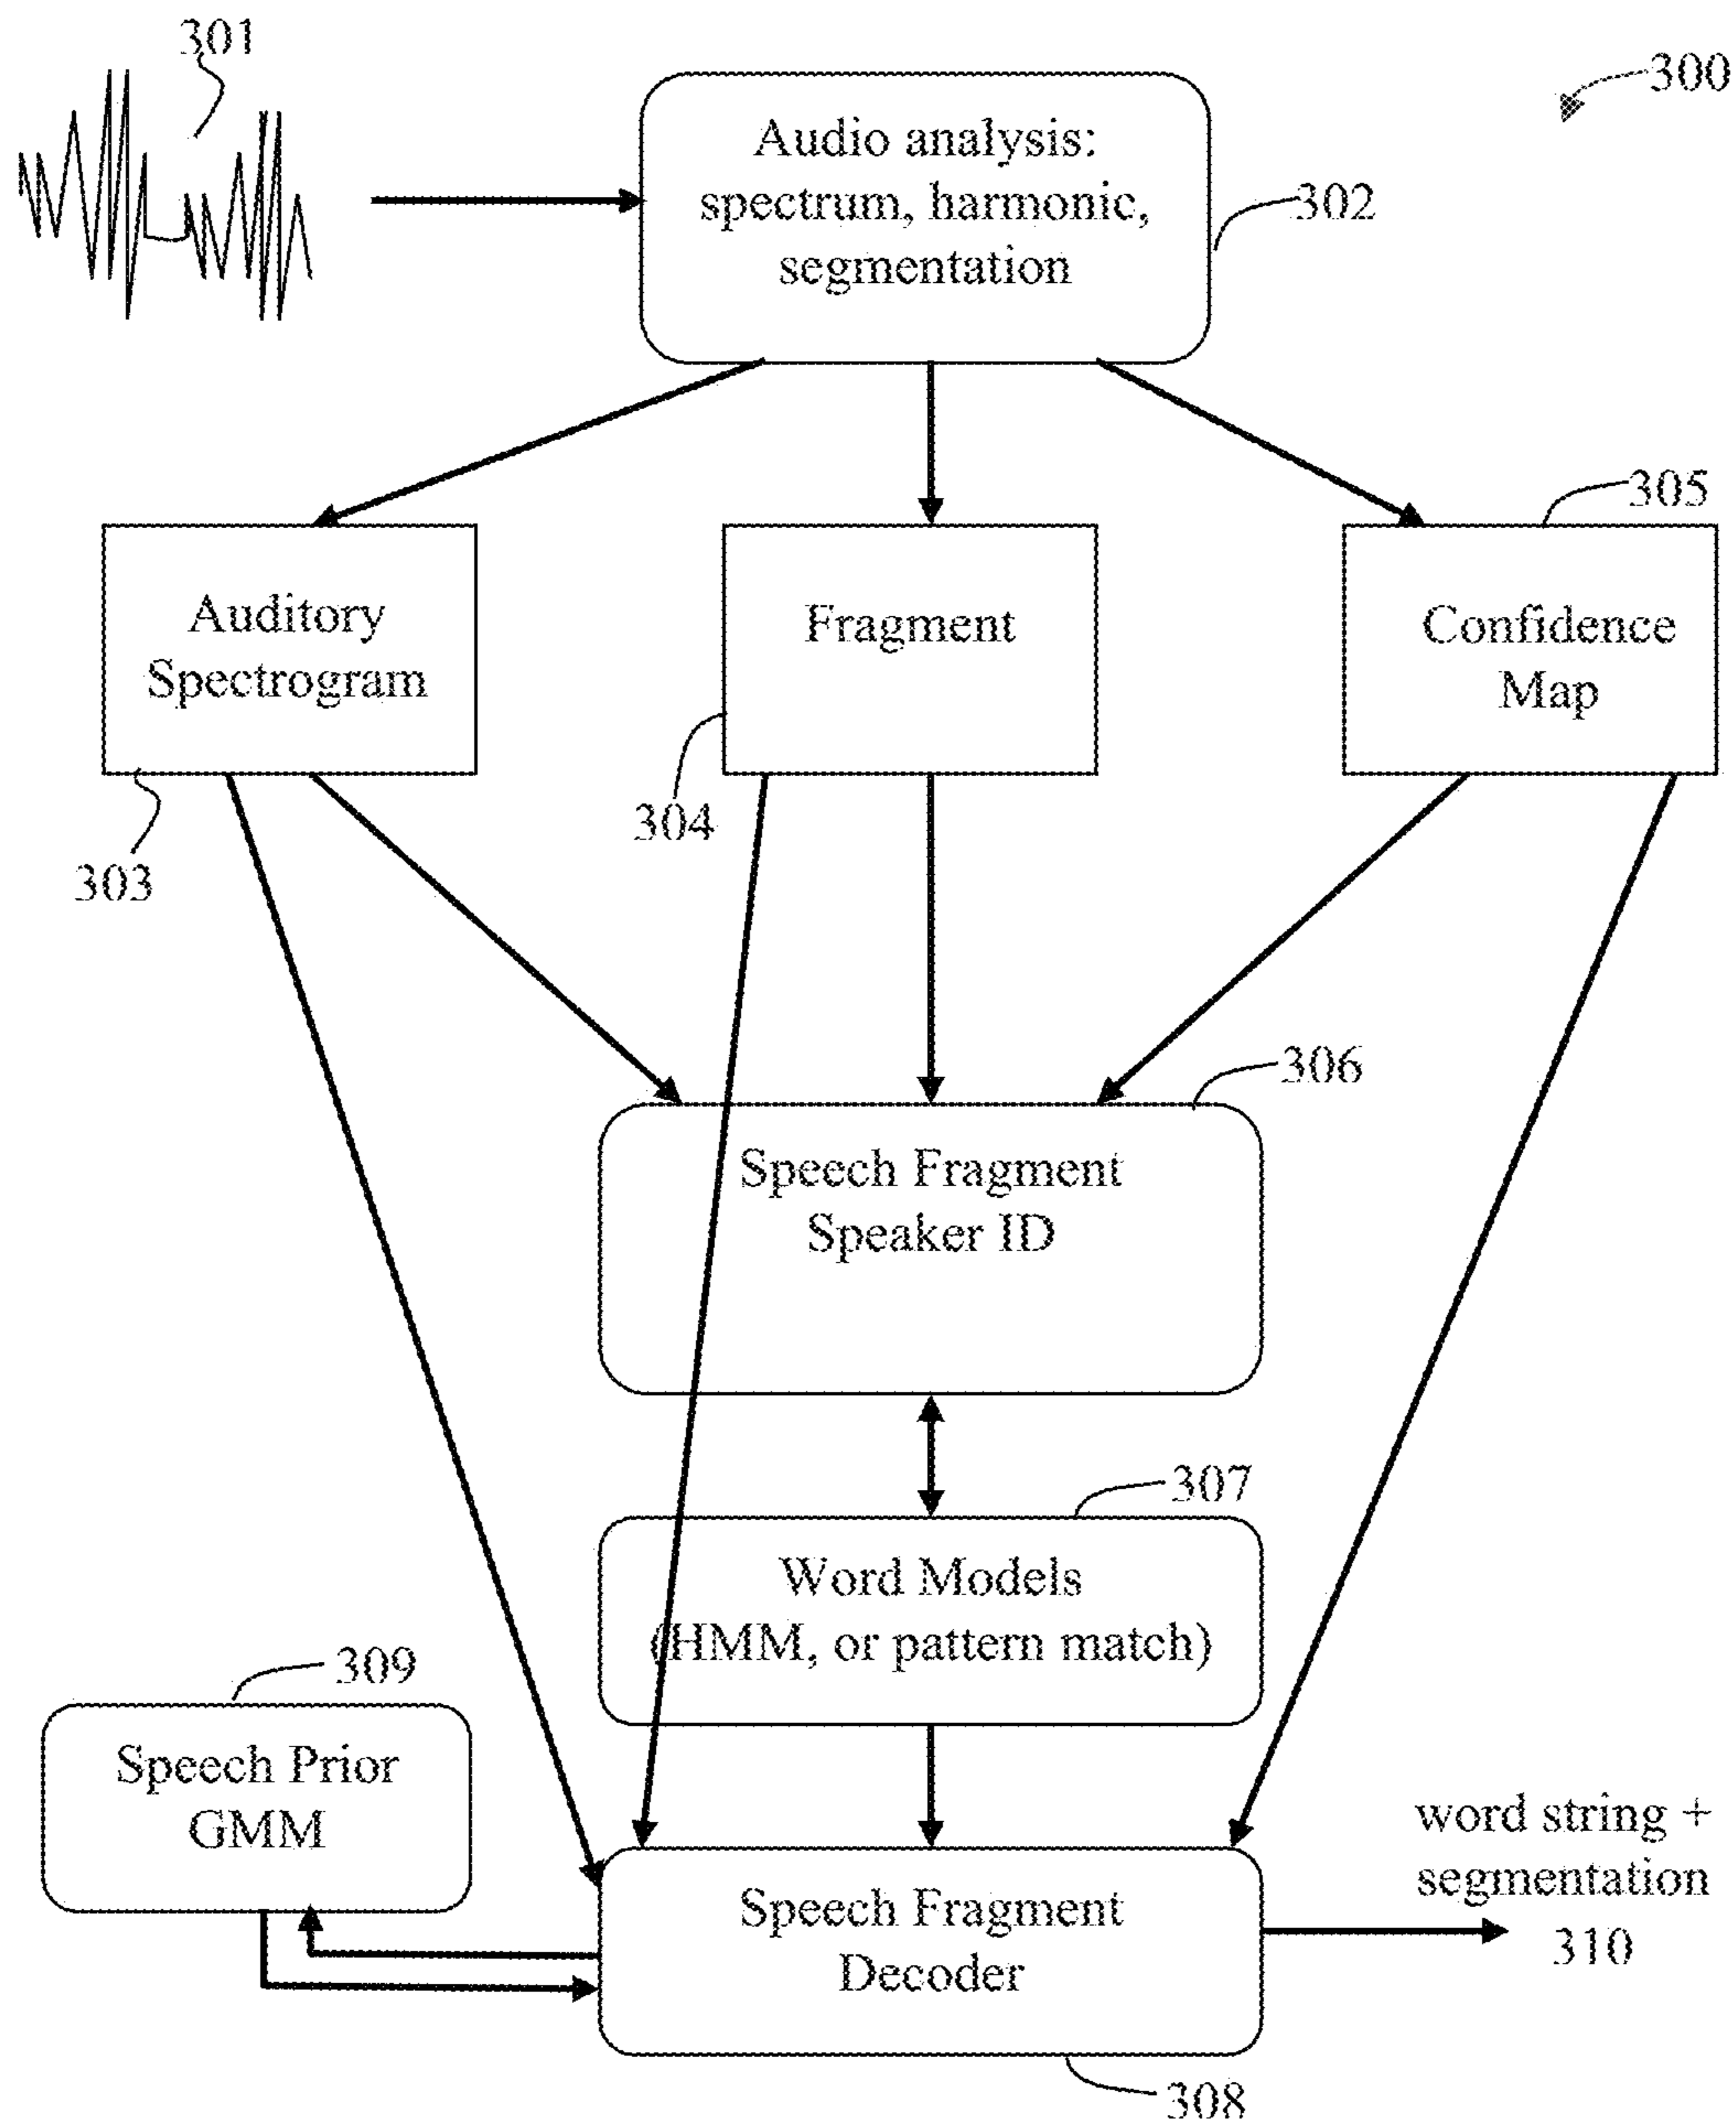 301
300
Audio analysis:
spectrum, harmonic,
segmentation
302
305
Auditory
Spectrogram
Fragment
Confidence
Map
303
304
306
Speech Fragment
Speaker ID
307
Word Models
(HMM, or pattern match)
309
Speech Prior
GMM
word string +
segmentation
310
Speech Fragment
Decoder
308